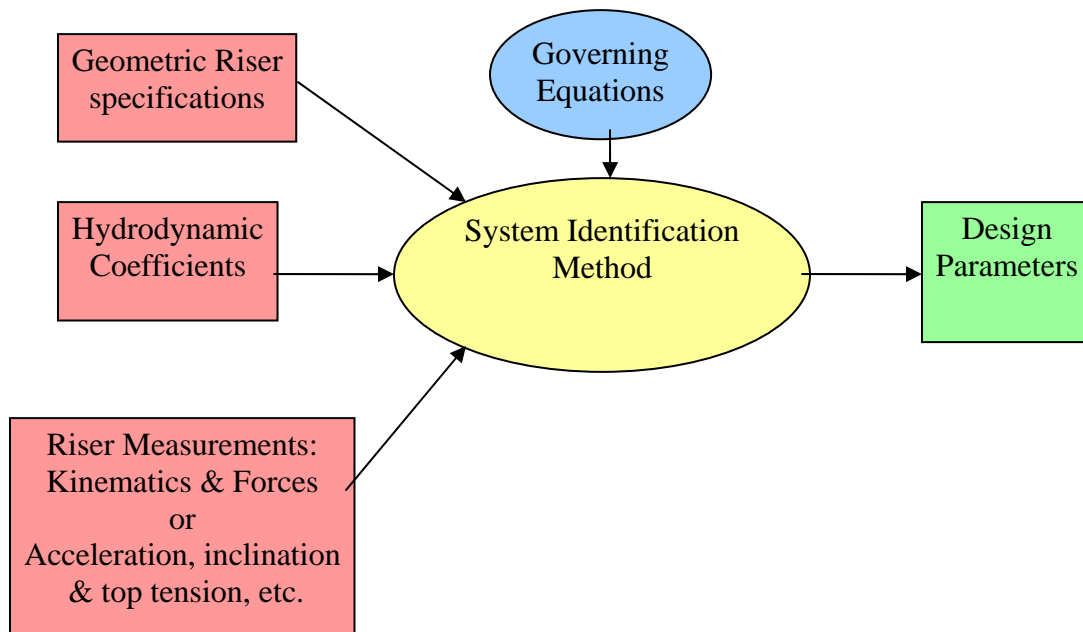 Geometric Riser
specifications
Governing
Equations
Hydrodynamic
Coefficients
System Identification
Method
Design
Parameters
Riser Measurements:
Kinematics & Forces
or
Acceleration, inclination
& top tension, etc.